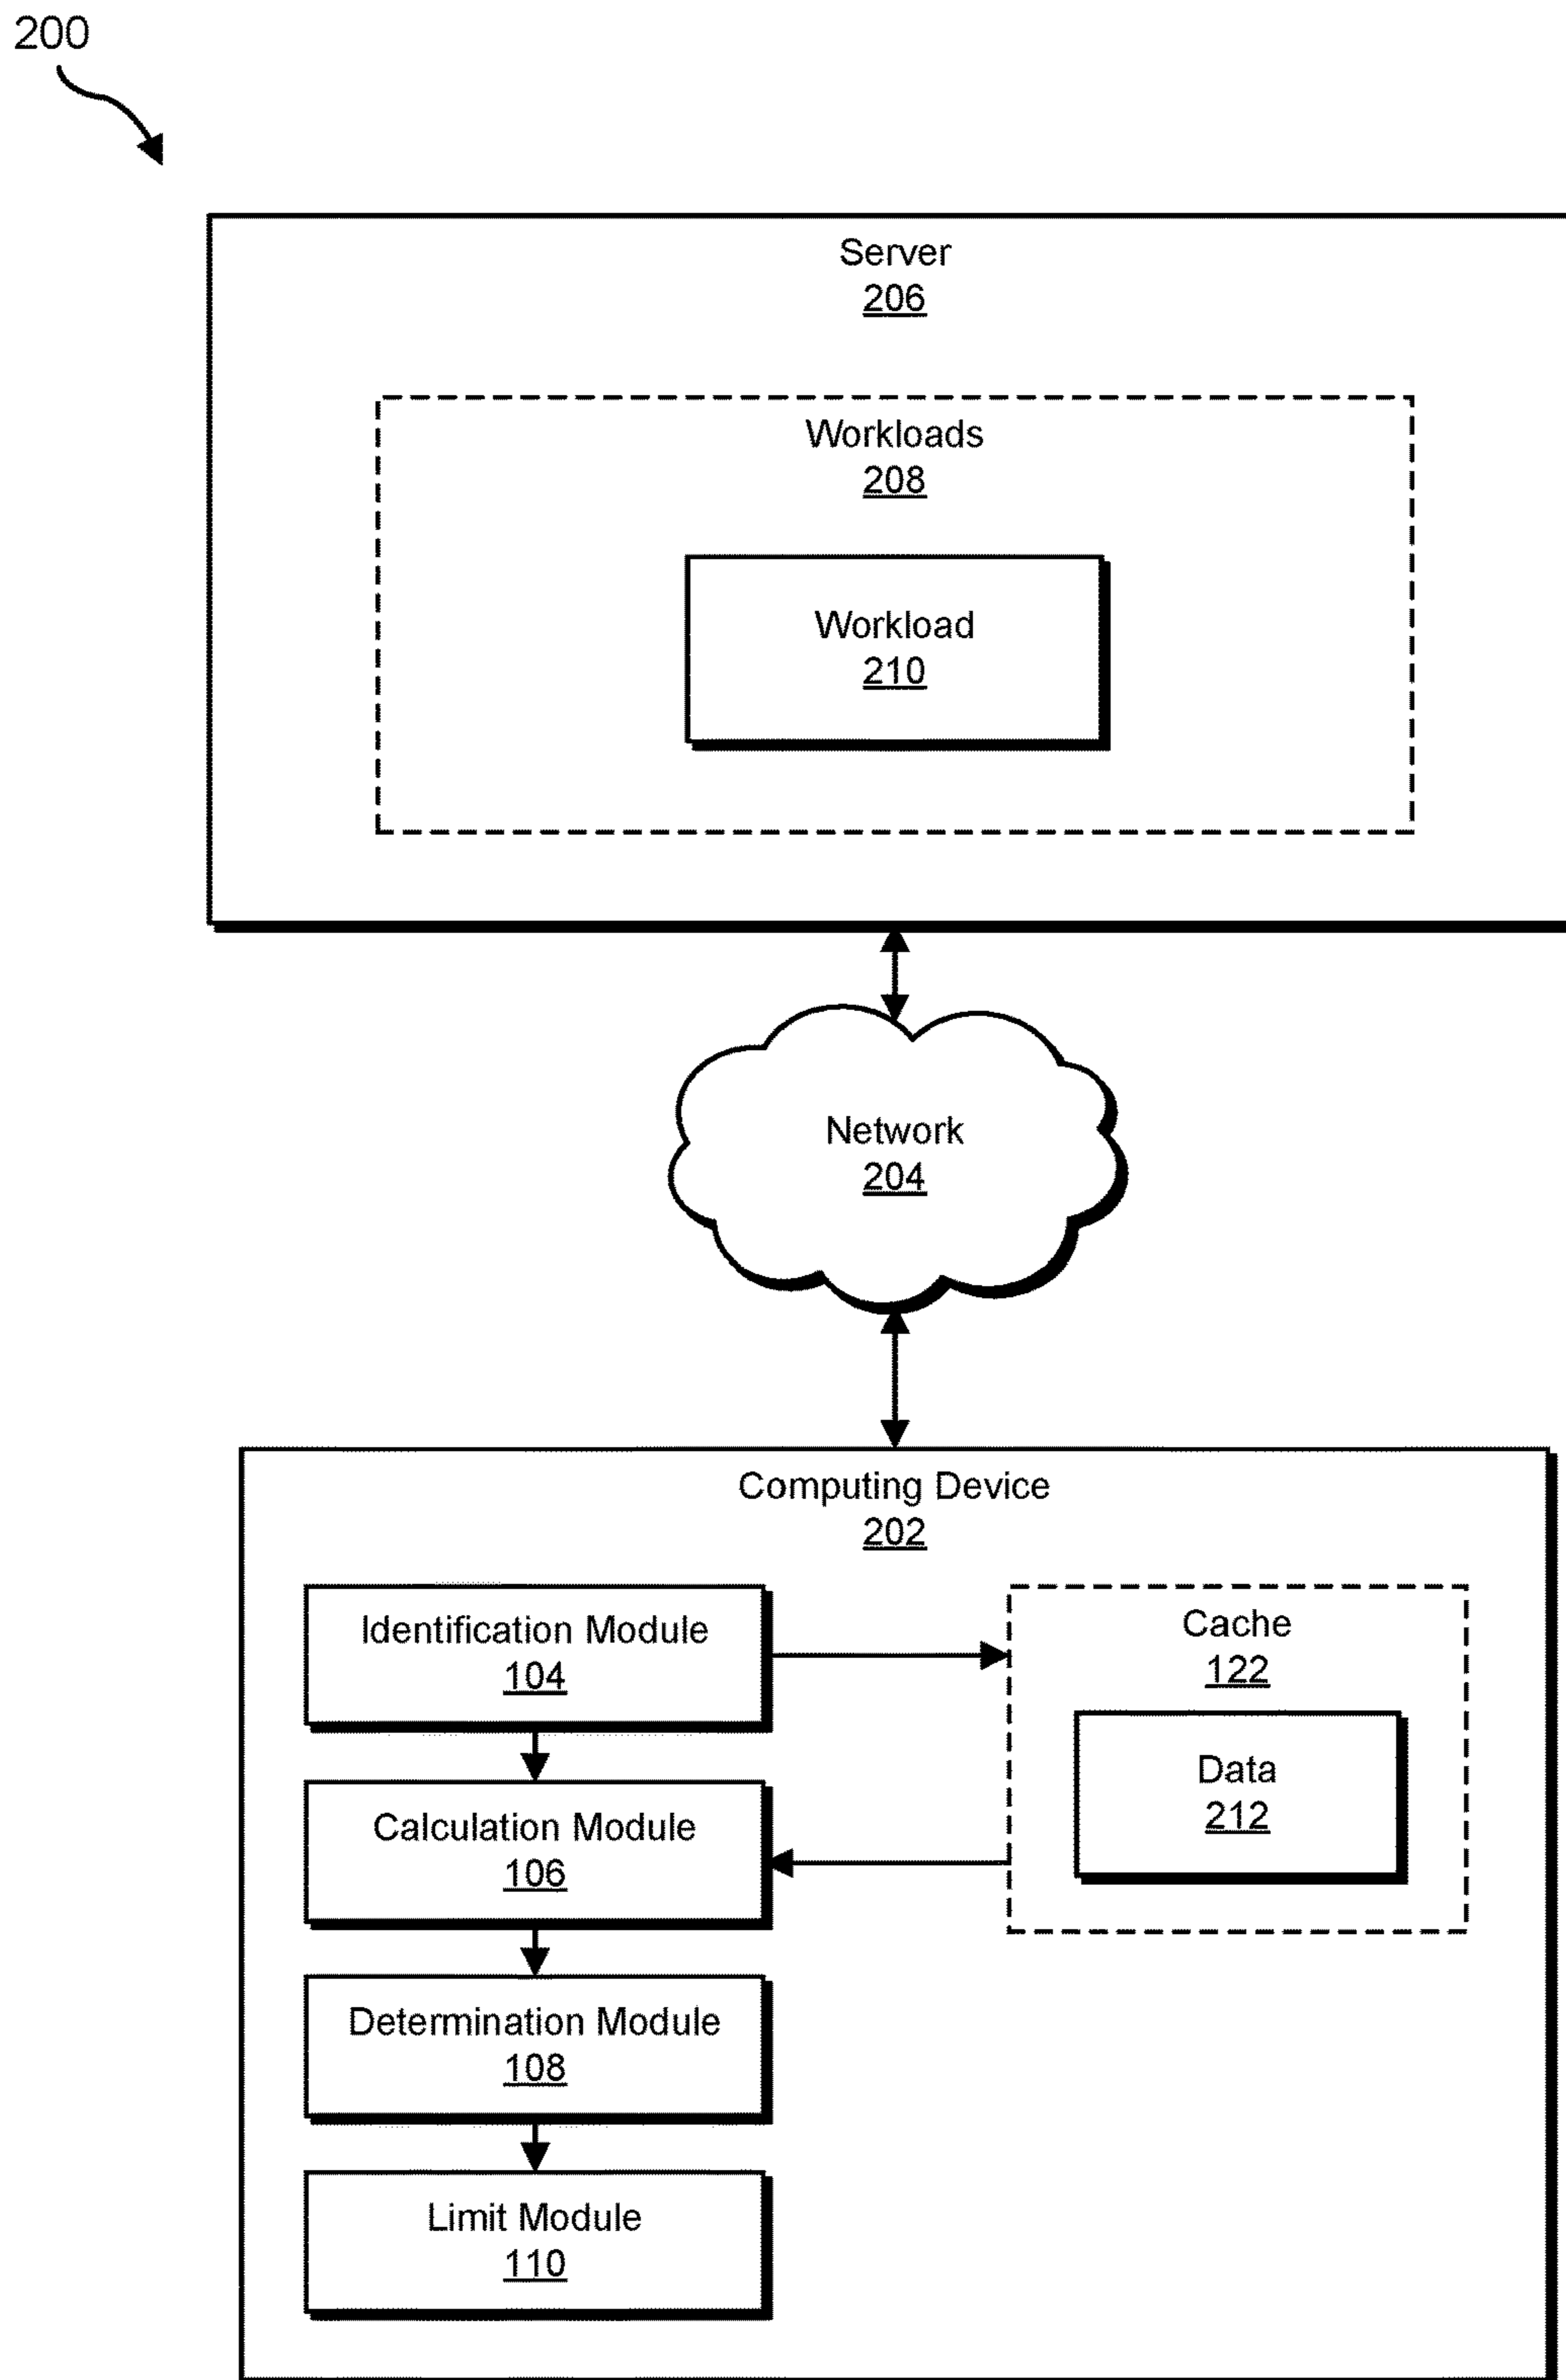 200
Server
206
Workloads
208
Workload
210
Network
204
Computing Device
202
Identification Module
104
Cache
122
Data
212
Calculation Module
106
Determination Module
108
Limit Module
110